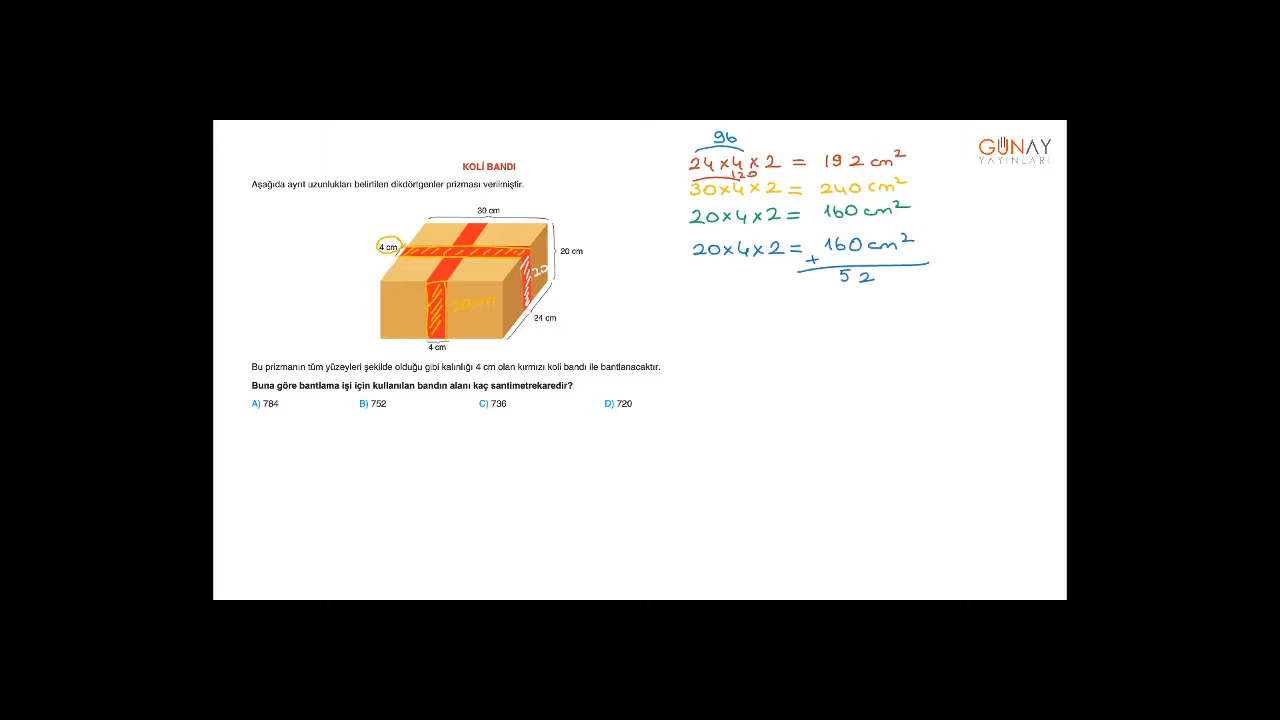 KOLİ BANDI
Aşağıda ayrıt uzunlukları belirtilen dikdörtgenler prizması verilmiştir.
30 cm
4 cm
20 cm
20
24 cm
4 cm
Bu prizmanın tüm yüzeyleri şekilde olduğu gibi kalınlığı 4 cm olan kırmızı koli bandı ile bantlanacaktır.
Buna göre bantlama işi için kullanılan bandın alanı kaç santimetrekaredir?
A) 784 B) 752 C) 736 D) 720
96
24 x 4 x 2 = 192 cm²
120
30 x 4 x 2 = 240 cm²
20 x 4 x 2 = 160 cm²
20 x 4 x 2 = 160 cm²
+
52
GÜNAY
YAYINLARI